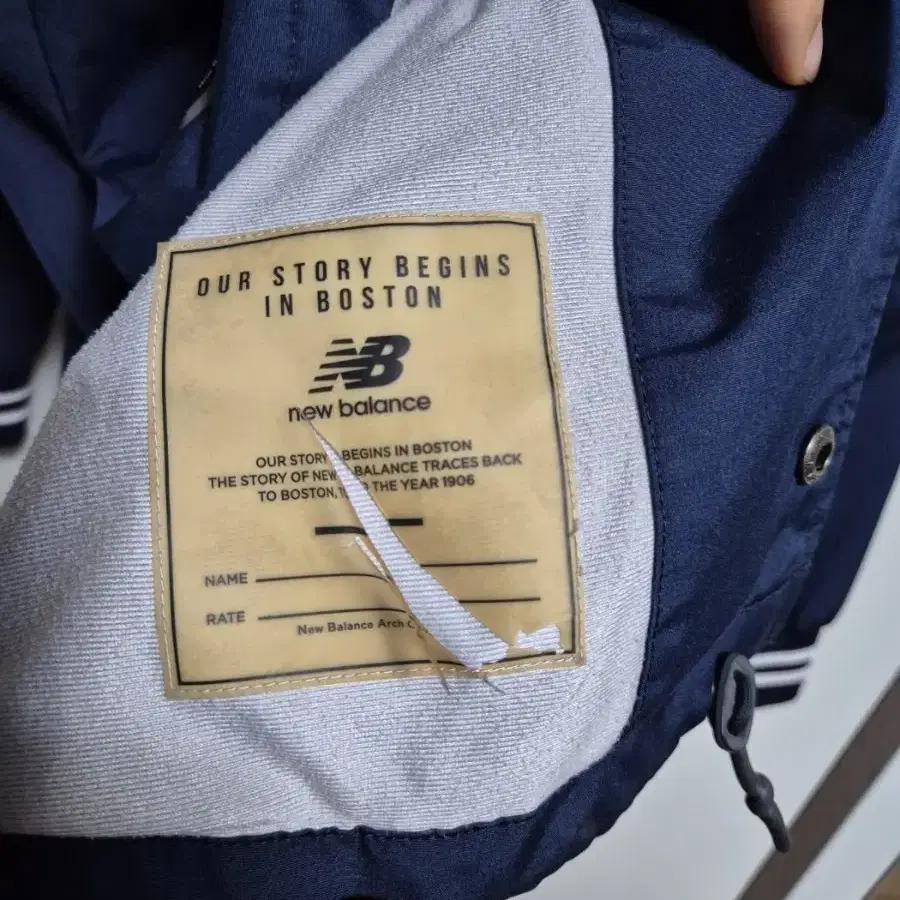 OUR STORY BEGINS
IN BOSTON
NB
new balance
OUR STORY BEGINS IN BOSTON
THE STORY OF NEW BALANCE TRACES BACK
TO BOSTON, THE YEAR 1906
NAME
RATE
New Balance Arch